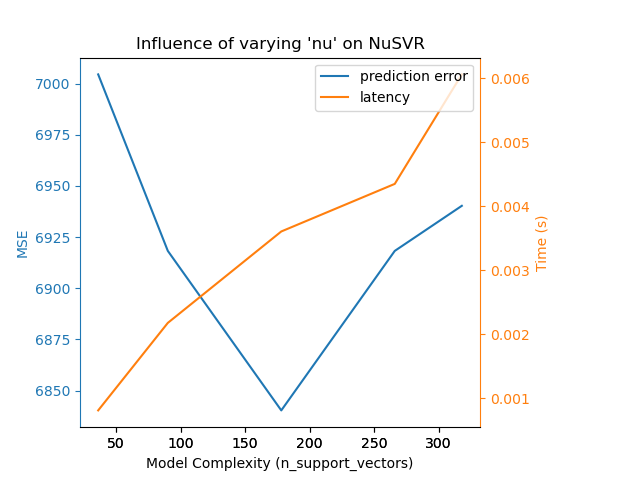 Influence of varying 'nu' on NuSVR
prediction error
latency
7000
6975
6950
6925
6900
6875
6850
MSE
0.006
0.005
0.004
0.003
0.002
0.001
Time (s)
50 100 150 200 250 300
Model Complexity (n_support_vectors)